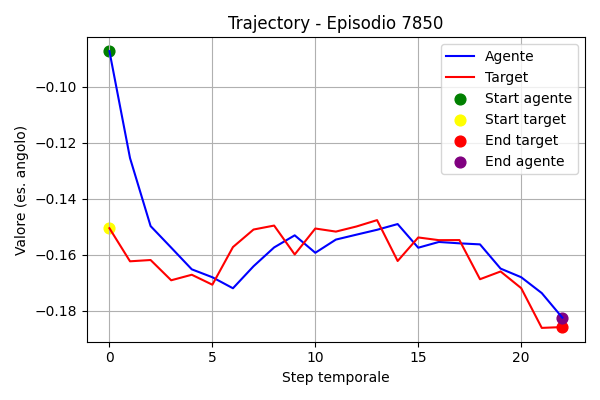 Trajectory - Episodio 7850
Agente
Target
Start agente
Start target
End target
End agente
Valore (es. angolo)
−0.10
−0.12
−0.14
−0.16
−0.18
0
5
10
15
20
Step temporale